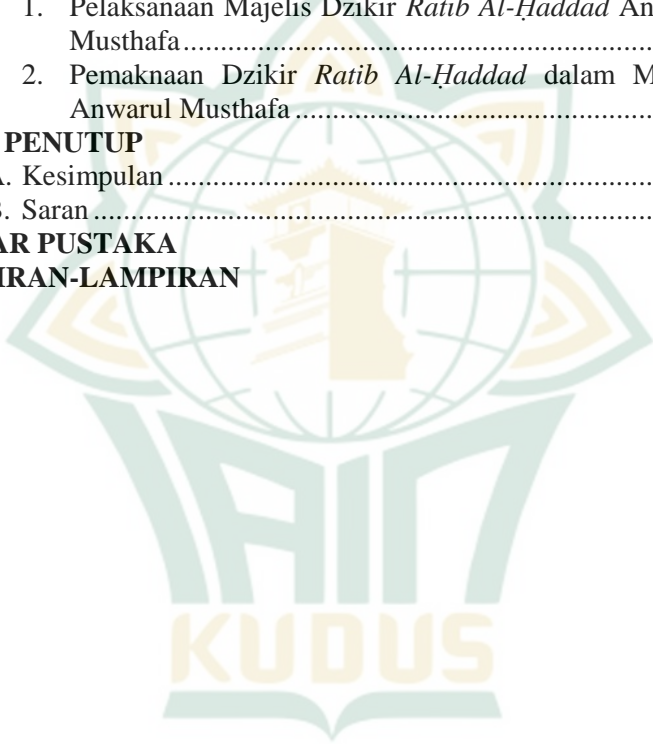 1. Pelaksanaan Majelis Dzikir Ratib Al-Ḥaddad An
Musthafa
2. Pemaknaan Dzikir Ratib Al-Ḥaddad dalam M
Anwarul Musthafa
PENUTUP
A. Kesimpulan
B. Saran
AR PUSTAKA
IRAN-LAMPIRAN
IAIN
KUDUS